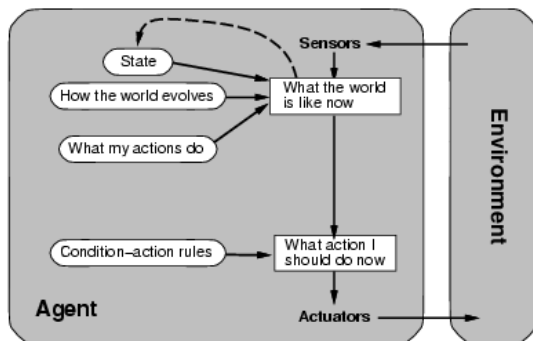 Sensors
State
What the world
is like now
How the world evolves
What my actions do
Environment
Condition–action rules
What action I
should do now
Agent
Actuators